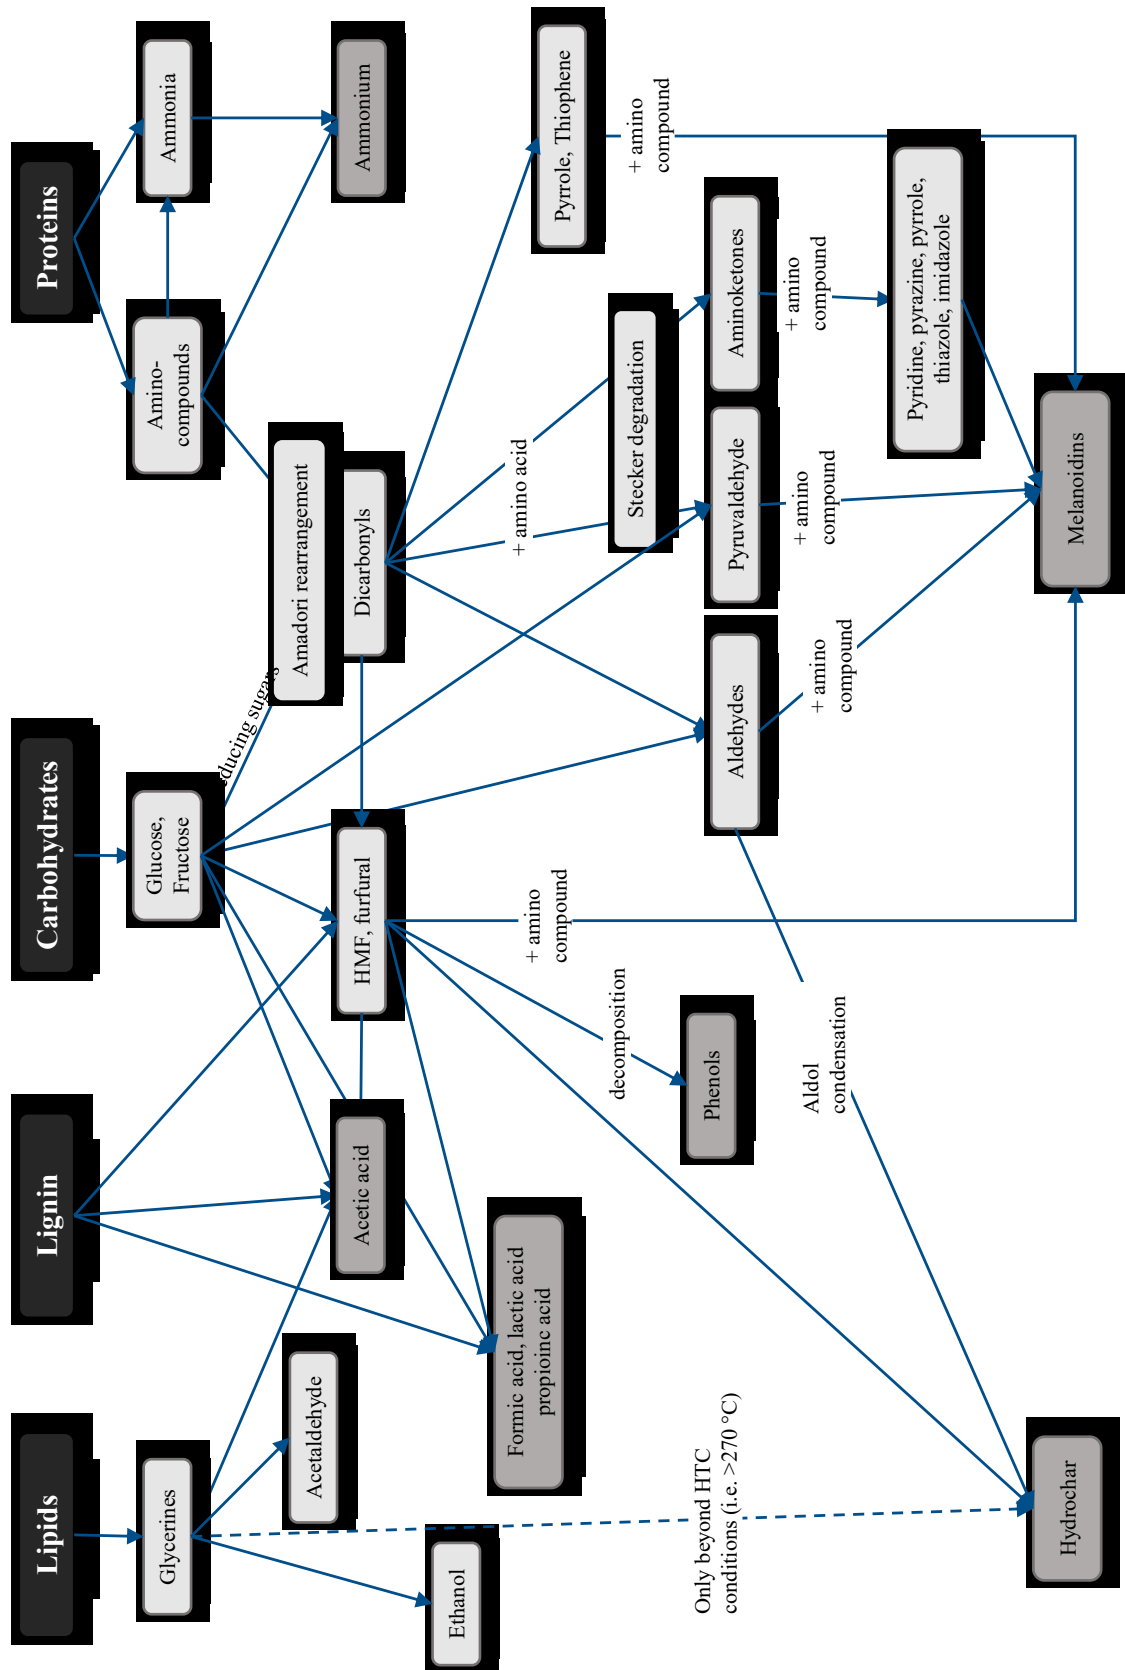 Lipids
Lignin
Carbohydrates
Proteins
Glycerines
Glucose,
Fructose
Amino-
compounds
Ammonia
Acetaldehyde
Amadori rearrangement
Ethanol
Acetic acid
HMF, furfural
Dicarbonyls
Ammonium
Formic acid, lactic acid
propioinc acid
+ amino
compound
+ amino acid
Pyrrole, Thiophene
decomposition
Stecker degradation
+ amino
compound
Only beyond HTC
conditions (i.e. >270 °C)
Phenols
Aldehydes
Pyruvaldehyde
Aminoketones
Aldol
condensation
+ amino
compound
+ amino
compound
+ amino
compound
Pyridine, pyrazine, pyrrole,
thiazole, imidazole
Hydrochar
Melanoidins
sugars